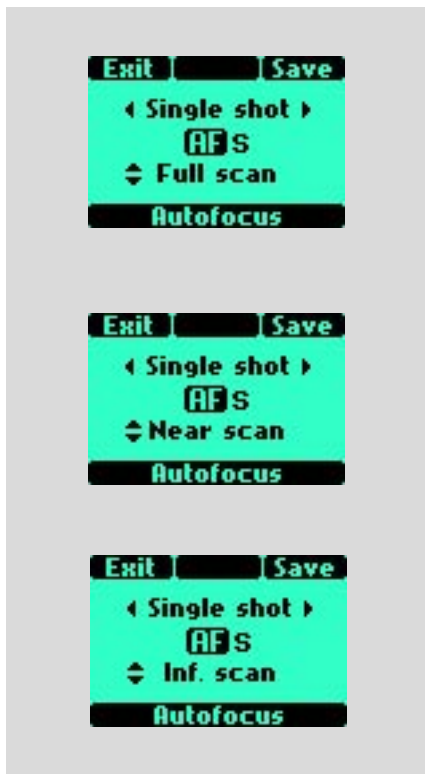 Exit Save
Single shot
AF S
Full scan
Autofocus
Exit Save
Single shot
AF S
Near scan
Autofocus
Exit Save
Single shot
AF S
Inf. scan
Autofocus